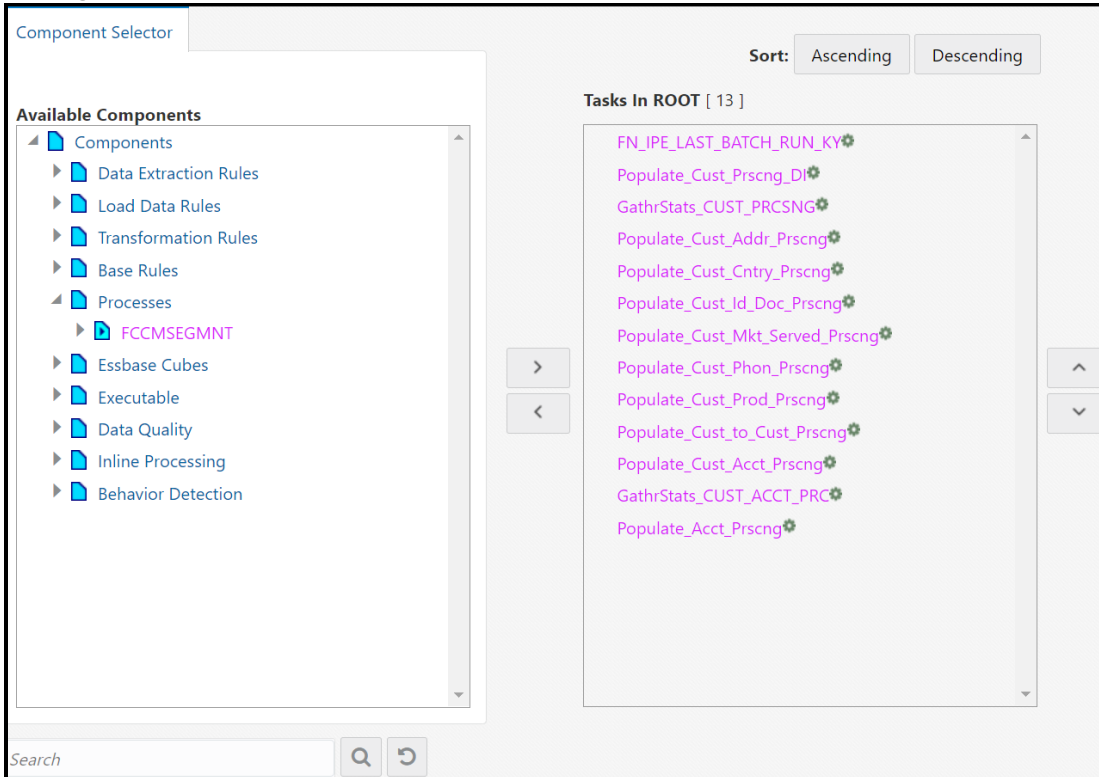 Component Selector
Sort: Ascending Descending
Available Components
Tasks In ROOT [ 13 ]
Components
Data Extraction Rules
Load Data Rules
Transformation Rules
Base Rules
Processes
FCCMSEGMNT
Essbase Cubes
Executable
Data Quality
Inline Processing
Behavior Detection
FN_IPE_LAST_BATCH_RUN_KY
Populate_Cust_Prscng_DI
GathrStats_CUST_PRCSNG
Populate_Cust_Addr_Prscng
Populate_Cust_Cntry_Prscng
Populate_Cust_Id_Doc_Prscng
Populate_Cust_Mkt_Served_Prscng
Populate_Cust_Phon_Prscng
Populate_Cust_Prod_Prscng
Populate_Cust_to_Cust_Prscng
Populate_Cust_Acct_Prscng
GathrStats_CUST_ACCT_PRC
Populate_Acct_Prscng
Search